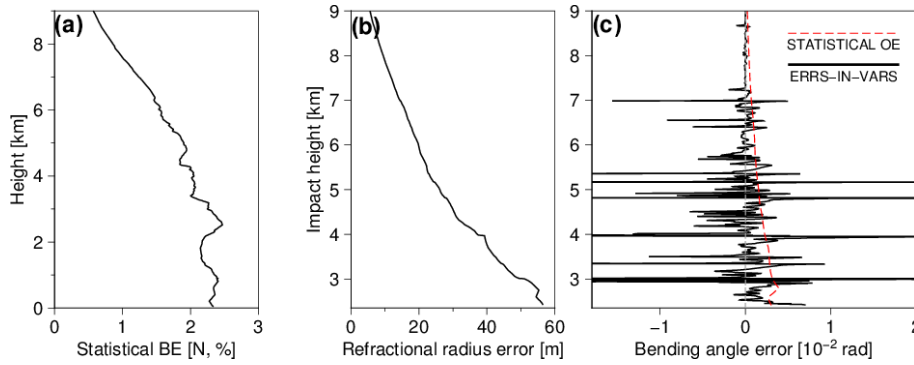 (a)
8
6
4
2
0
Height [km]
0 1 2 3
Statistical BE [N, %]
(b)
9
8
7
6
5
4
3
Impact height [km]
0 20 40 60
Refractional radius error [m]
(c)
9
8
7
6
5
4
3
STATISTICAL OE
ERRS-IN-VARS
−1 0 1 2
Bending angle error [10⁻² rad]